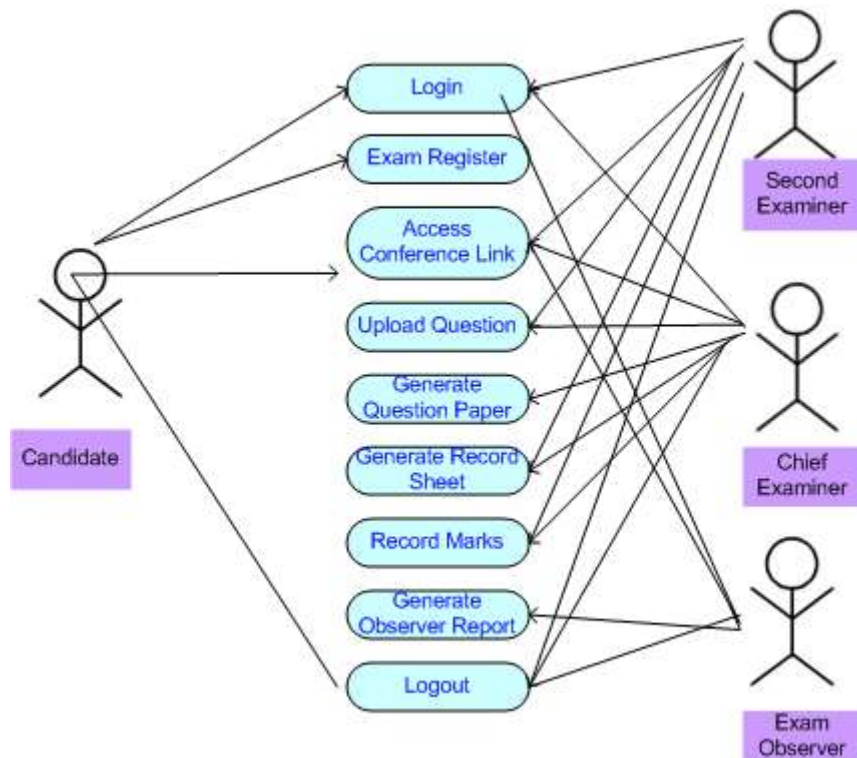 Login
Exam Register
Access
Conference Link
Upload Question
Generate
Question Paper
Generate Record
Sheet
Record Marks
Generate
Observer Report
Logout
Candidate
Second
Examiner
Chief
Examiner
Exam
Observer